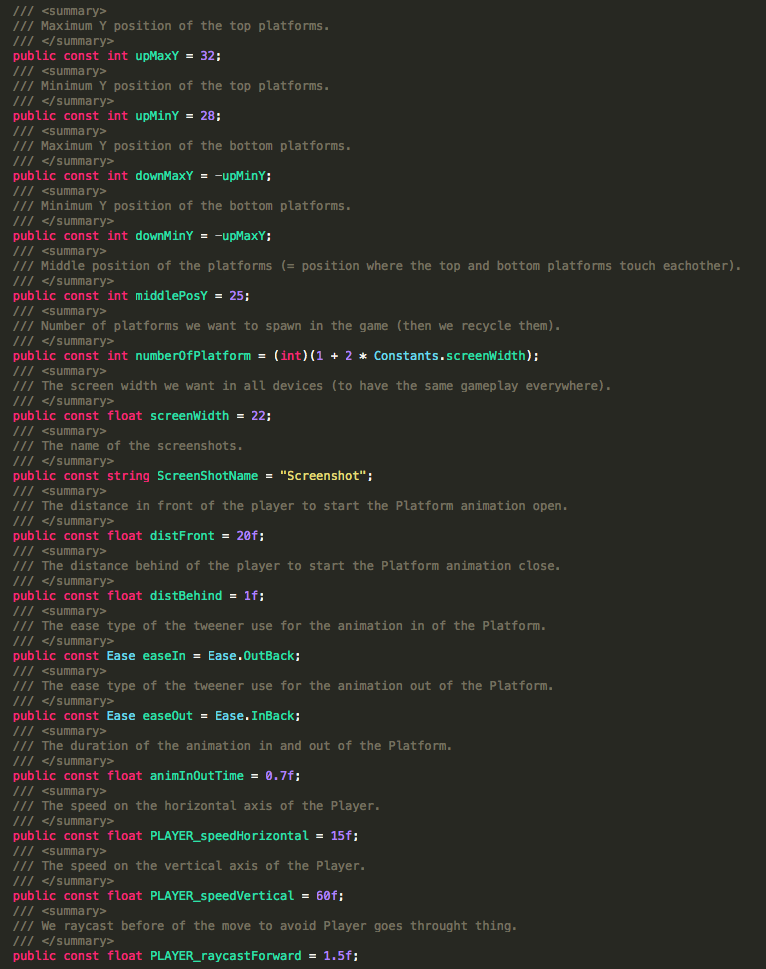 /// <summary>
/// Maximum Y position of the top platforms.
/// </summary>
public const int upMaxY = 32;
/// <summary>
/// Minimum Y position of the top platforms.
/// </summary>
public const int upMinY = 28;
/// <summary>
/// Maximum Y position of the bottom platforms.
/// </summary>
public const int downMaxY = -upMinY;
/// <summary>
/// Minimum Y position of the bottom platforms.
/// </summary>
public const int downMinY = -upMaxY;
/// <summary>
/// Middle position of the platforms (= position where the top and bottom platforms touch eachother).
/// </summary>
public const int middlePosY = 25;
/// <summary>
/// Number of platforms we want to spawn in the game (then we recycle them).
/// </summary>
public const int numberOfPlatform = (int)(1 + 2 * Constants.screenWidth);
/// <summary>
/// The screen width we want in all devices (to have the same gameplay everywhere).
/// </summary>
public const float screenWidth = 22;
/// <summary>
/// The name of the screenshots.
/// </summary>
public const string ScreenShotName = "Screenshot";
/// <summary>
/// The distance in front of the player to start the Platform animation open.
/// </summary>
public const float distFront = 20f;
/// <summary>
/// The distance behind of the player to start the Platform animation close.
/// </summary>
public const float distBehind = 1f;
/// <summary>
/// The ease type of the tweener use for the animation in of the Platform.
/// </summary>
public const Ease easeIn = Ease.OutBack;
/// <summary>
/// The ease type of the tweener use for the animation out of the Platform.
/// </summary>
public const Ease easeOut = Ease.InBack;
/// <summary>
/// The duration of the animation in and out of the Platform.
/// </summary>
public const float animInOutTime = 0.7f;
/// <summary>
/// The speed on the horizontal axis of the Player.
/// </summary>
public const float PLAYER_speedHorizontal = 15f;
/// <summary>
/// The speed on the vertical axis of the Player.
/// </summary>
public const float PLAYER_speedVertical = 60f;
/// <summary>
/// We raycast before of the move to avoid Player goes throught thing.
/// </summary>
public const float PLAYER_raycastForward = 1.5f;